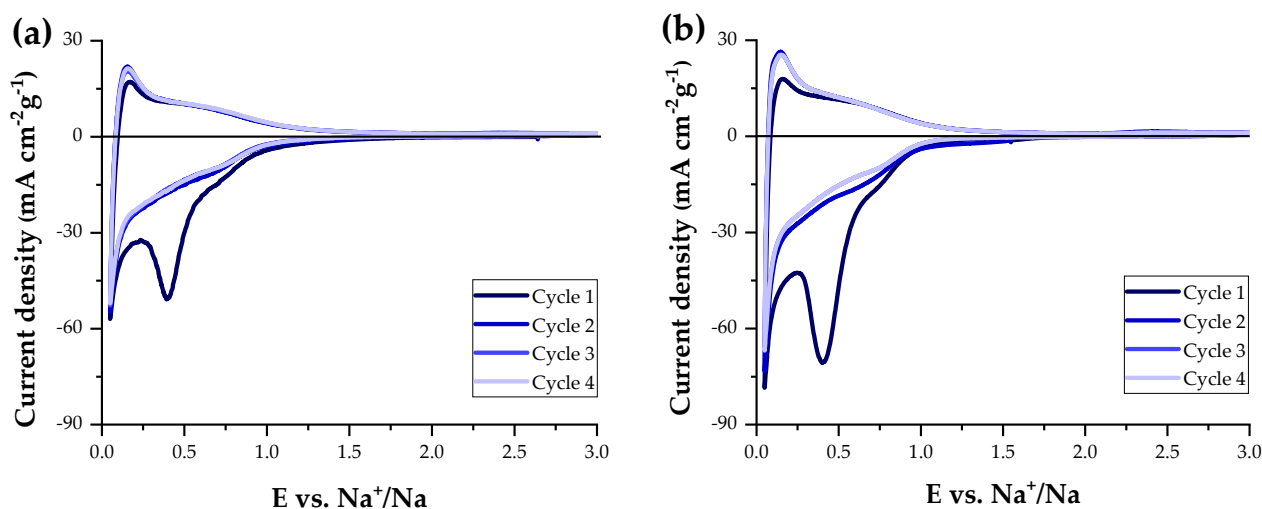 (a)
Current density (mA cm⁻²g⁻¹)
30
0
-30
-60
-90
0.0 0.5 1.0 1.5 2.0 2.5 3.0
E vs. Na⁺/Na
Cycle 1
Cycle 2
Cycle 3
Cycle 4
(b)
Current density (mA cm⁻²g⁻¹)
30
0
-30
-60
-90
0.0 0.5 1.0 1.5 2.0 2.5 3.0
E vs. Na⁺/Na
Cycle 1
Cycle 2
Cycle 3
Cycle 4